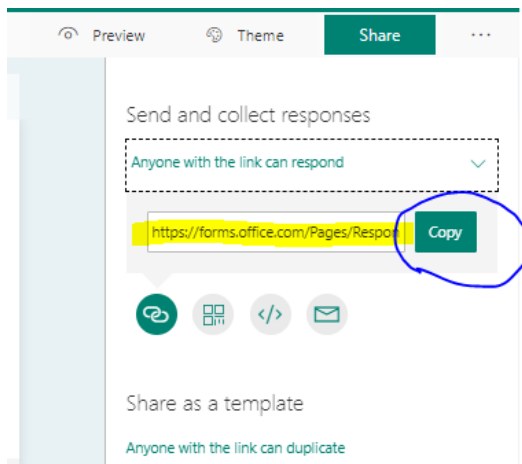 Preview Theme Share ...
Send and collect responses
Anyone with the link can respond
https://forms.office.com/Pages/Respon Copy
</>
Share as a template
Anyone with the link can duplicate